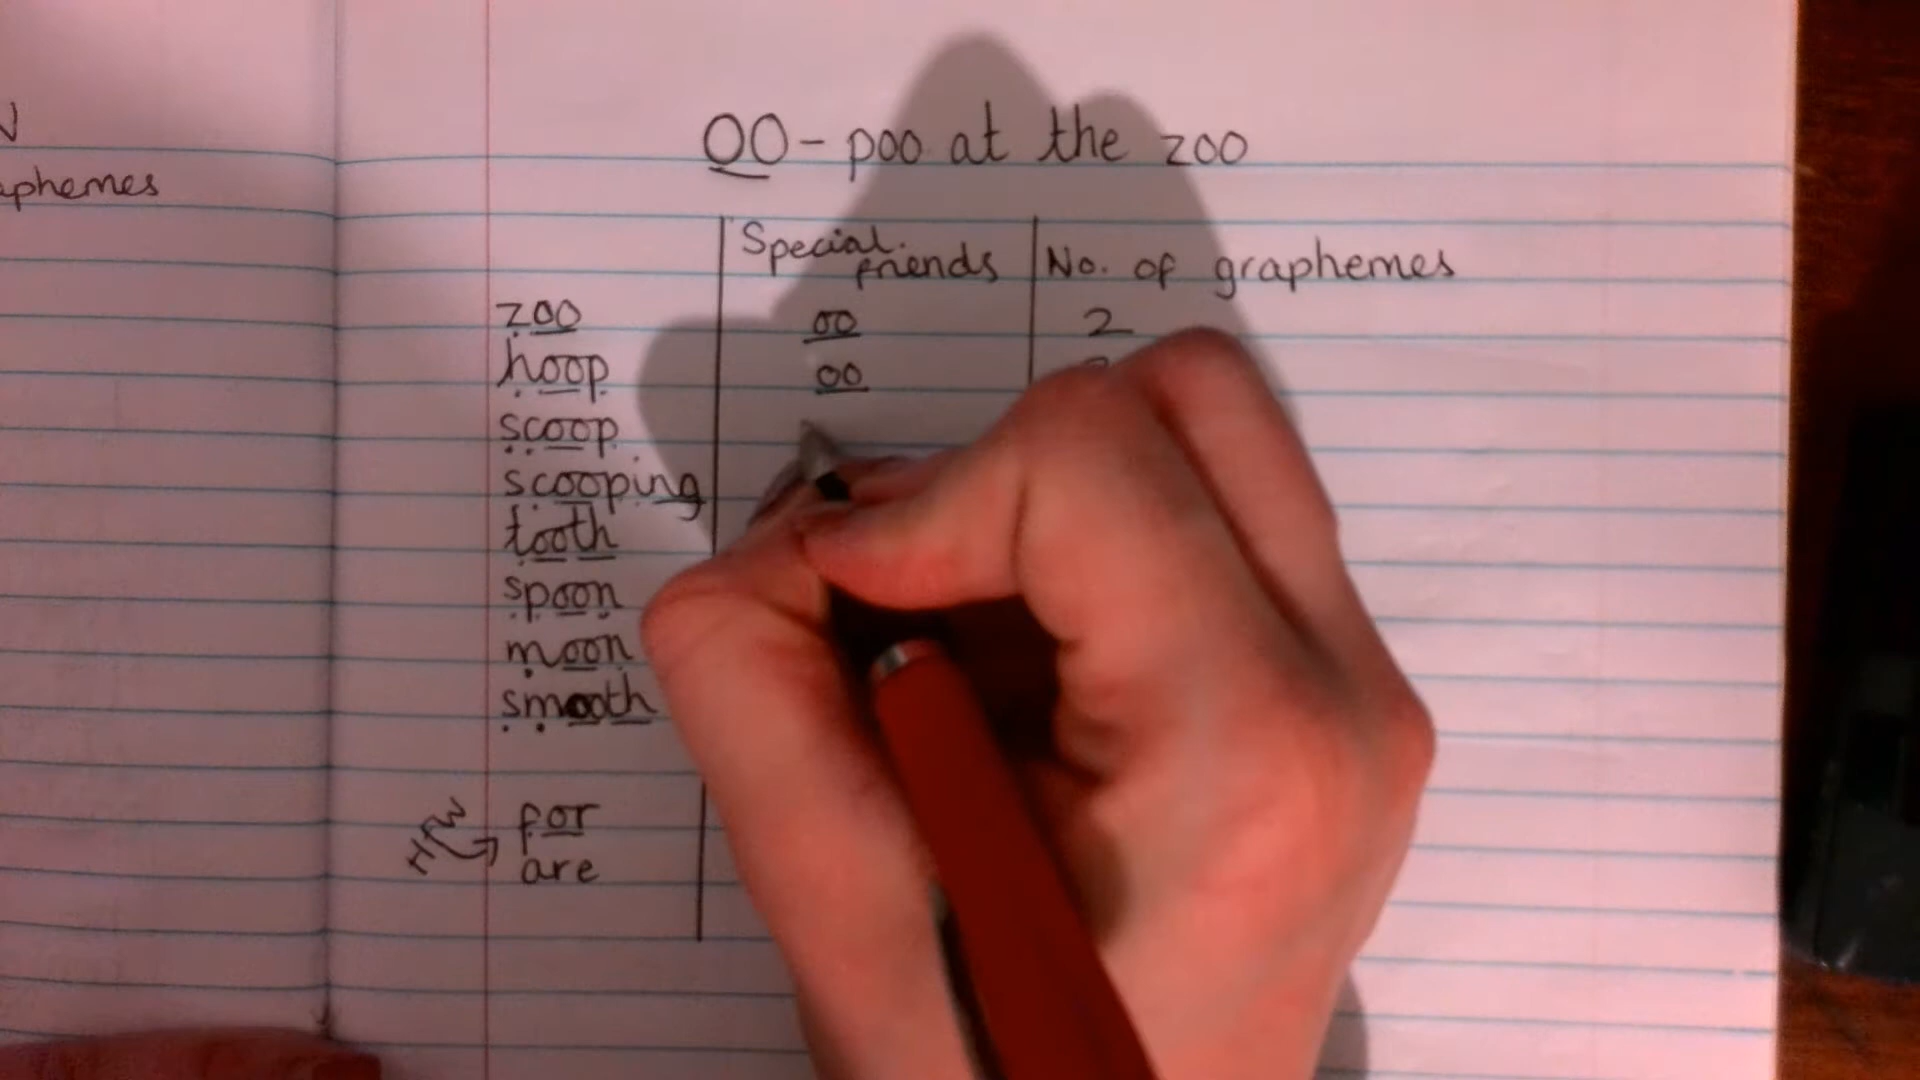 OO - poo at the zoo
Special friends No. of graphemes
zoo oo 2
hoop oo
scoop
scooping
tooth
spoon
moon
smooth
HFW for
are